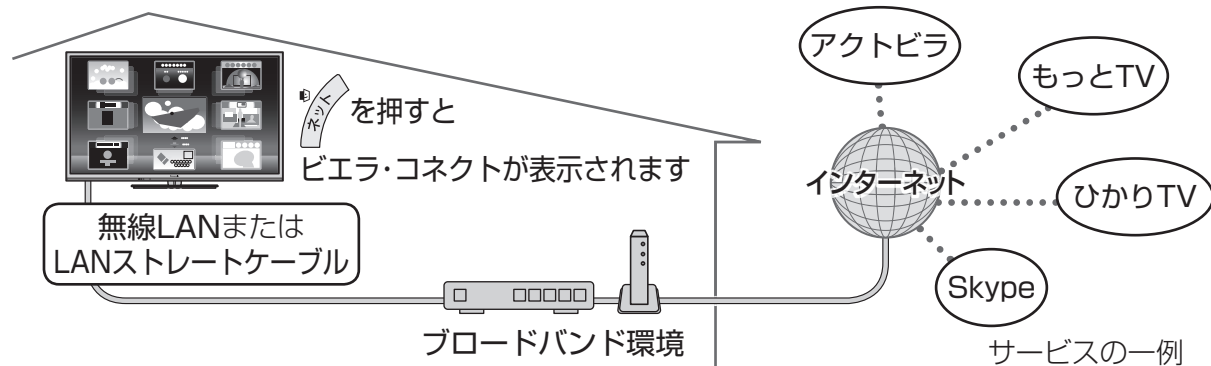 アクトビラ
もっとTV
ネット
を押すと
ビエラ・コネクトが表示されます
インターネット
ひかりTV
無線LANまたは
LANストレートケーブル
Skype
ブロードバンド環境
サービスの一例